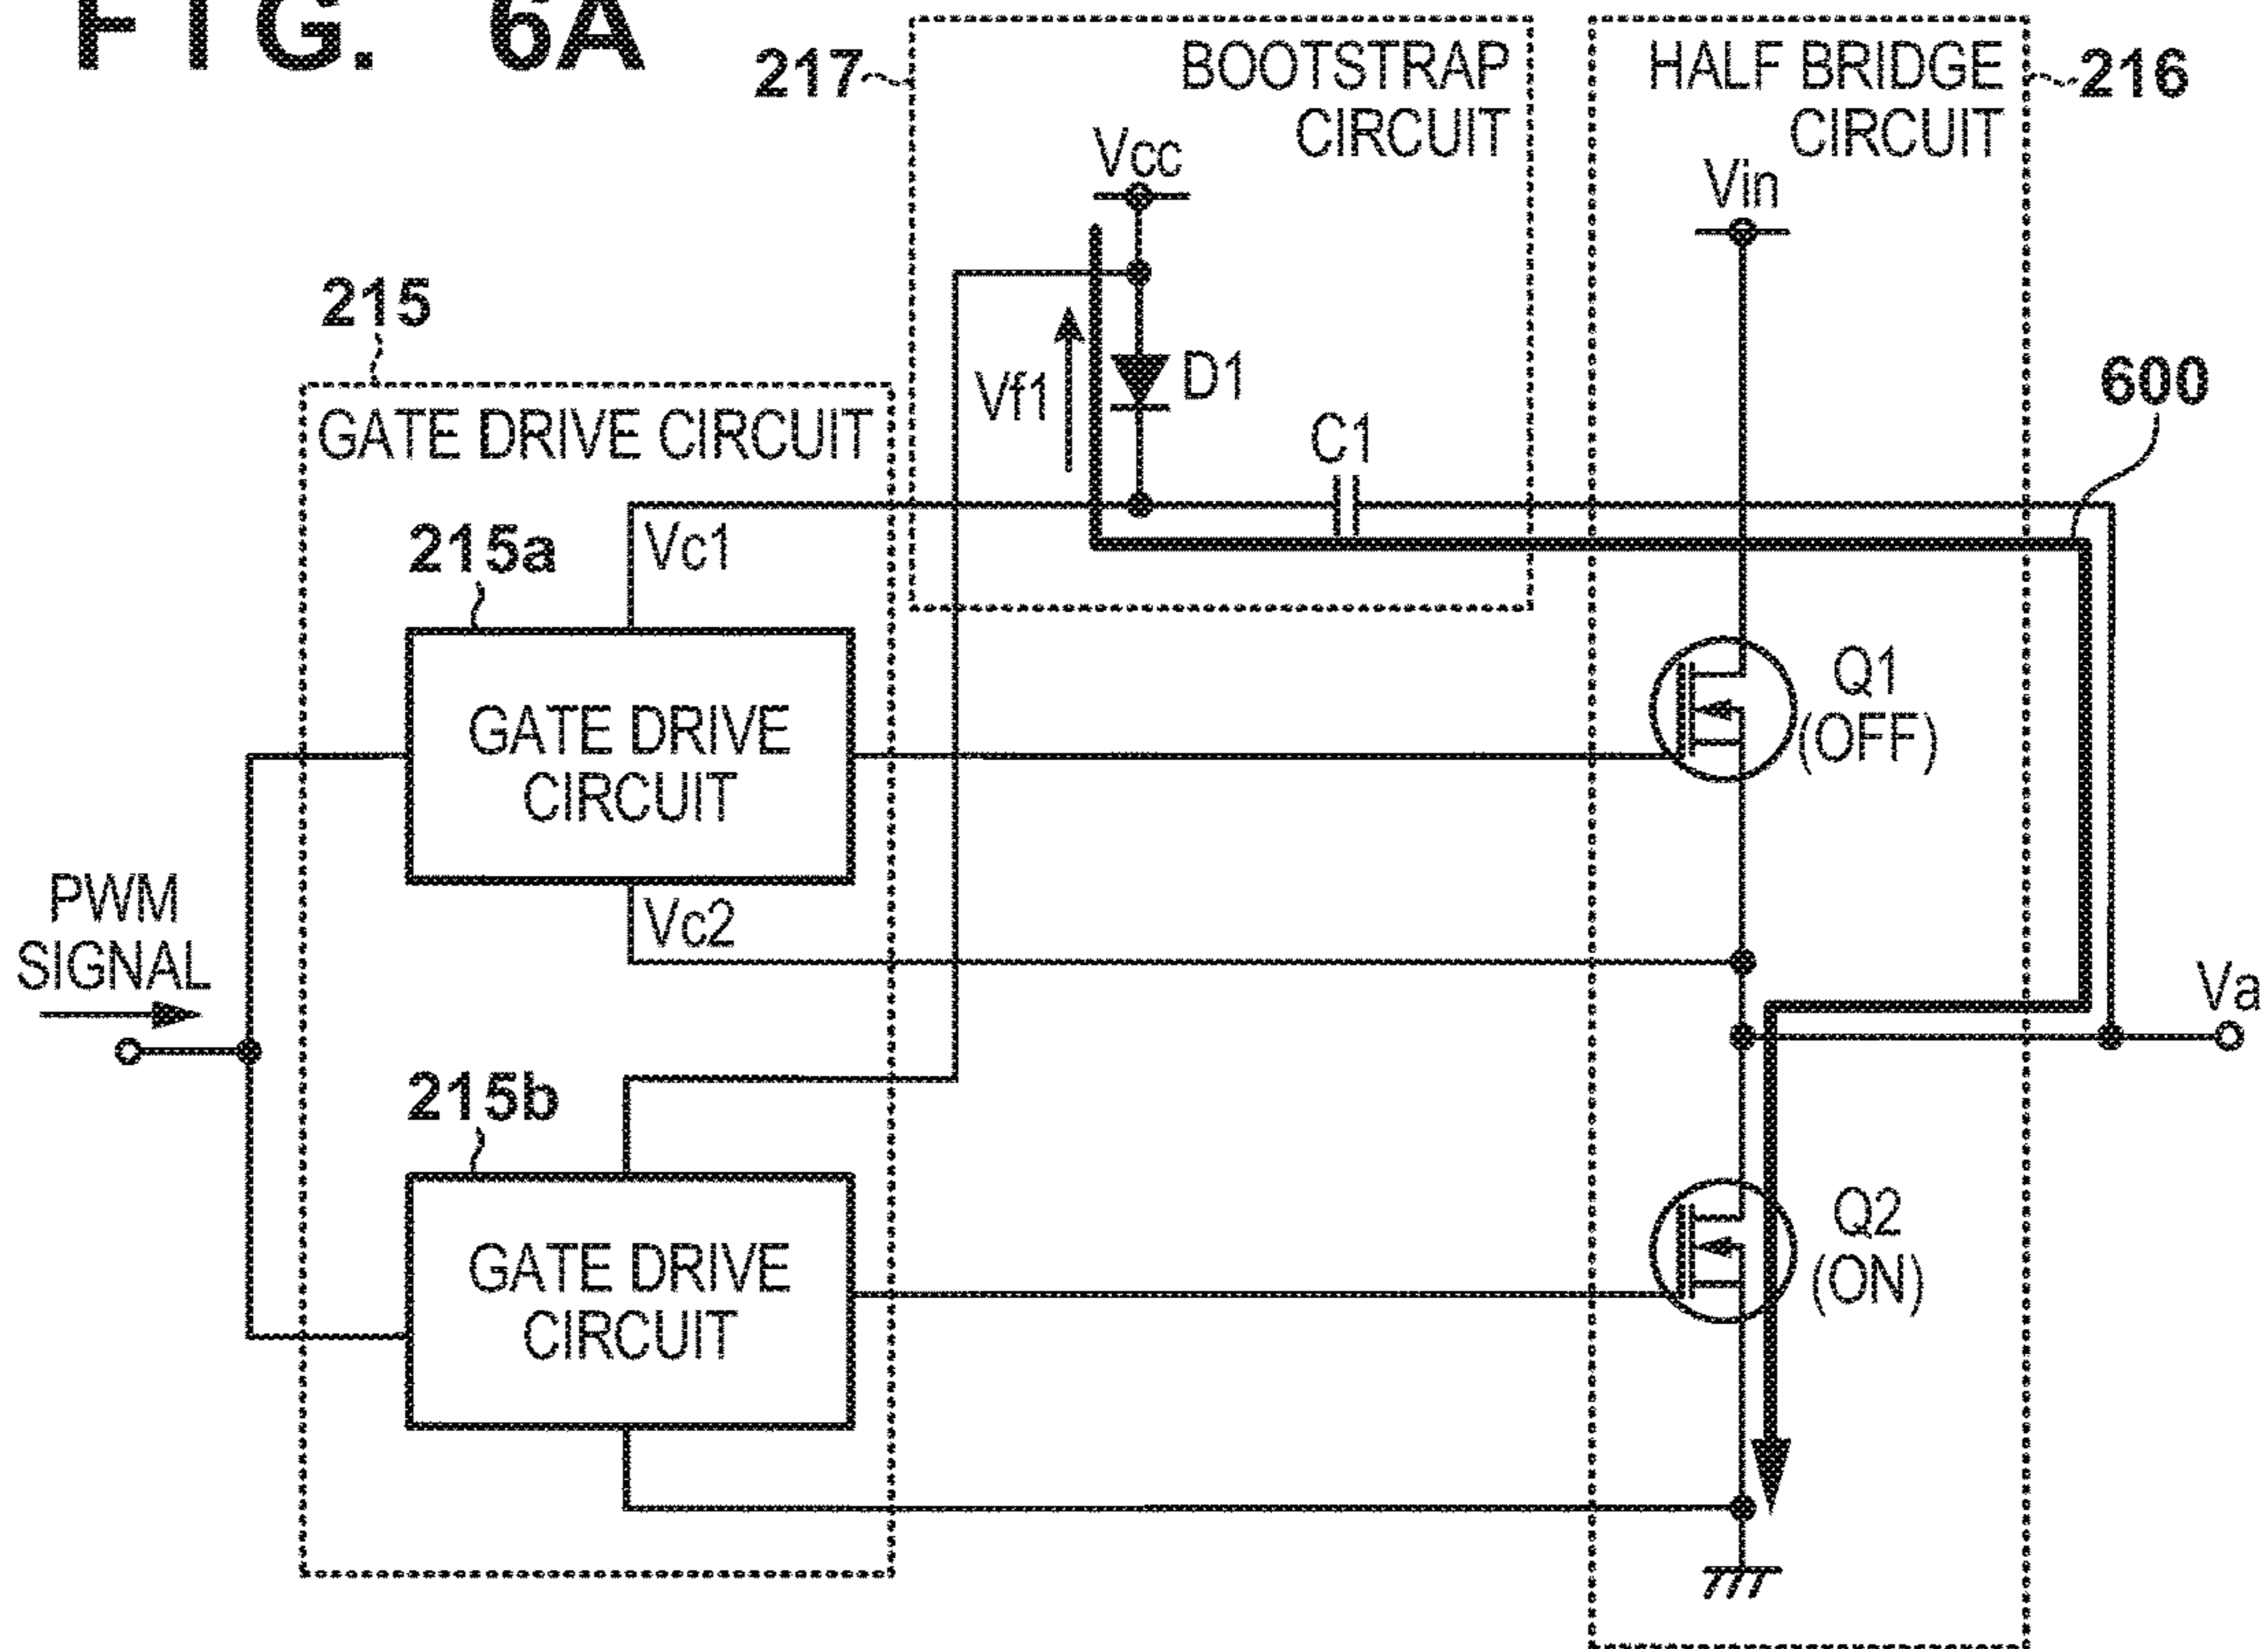 FIG. 6A
217
BOOTSTRAP
CIRCUIT
HALF BRIDGE
CIRCUIT
216
Vcc
Vin
215
GATE DRIVE CIRCUIT
Vf1
D1
C1
600
215a
Vc1
GATE DRIVE
CIRCUIT
Q1
(OFF)
Vc2
PWM
SIGNAL
Va
215b
GATE DRIVE
CIRCUIT
Q2
(ON)